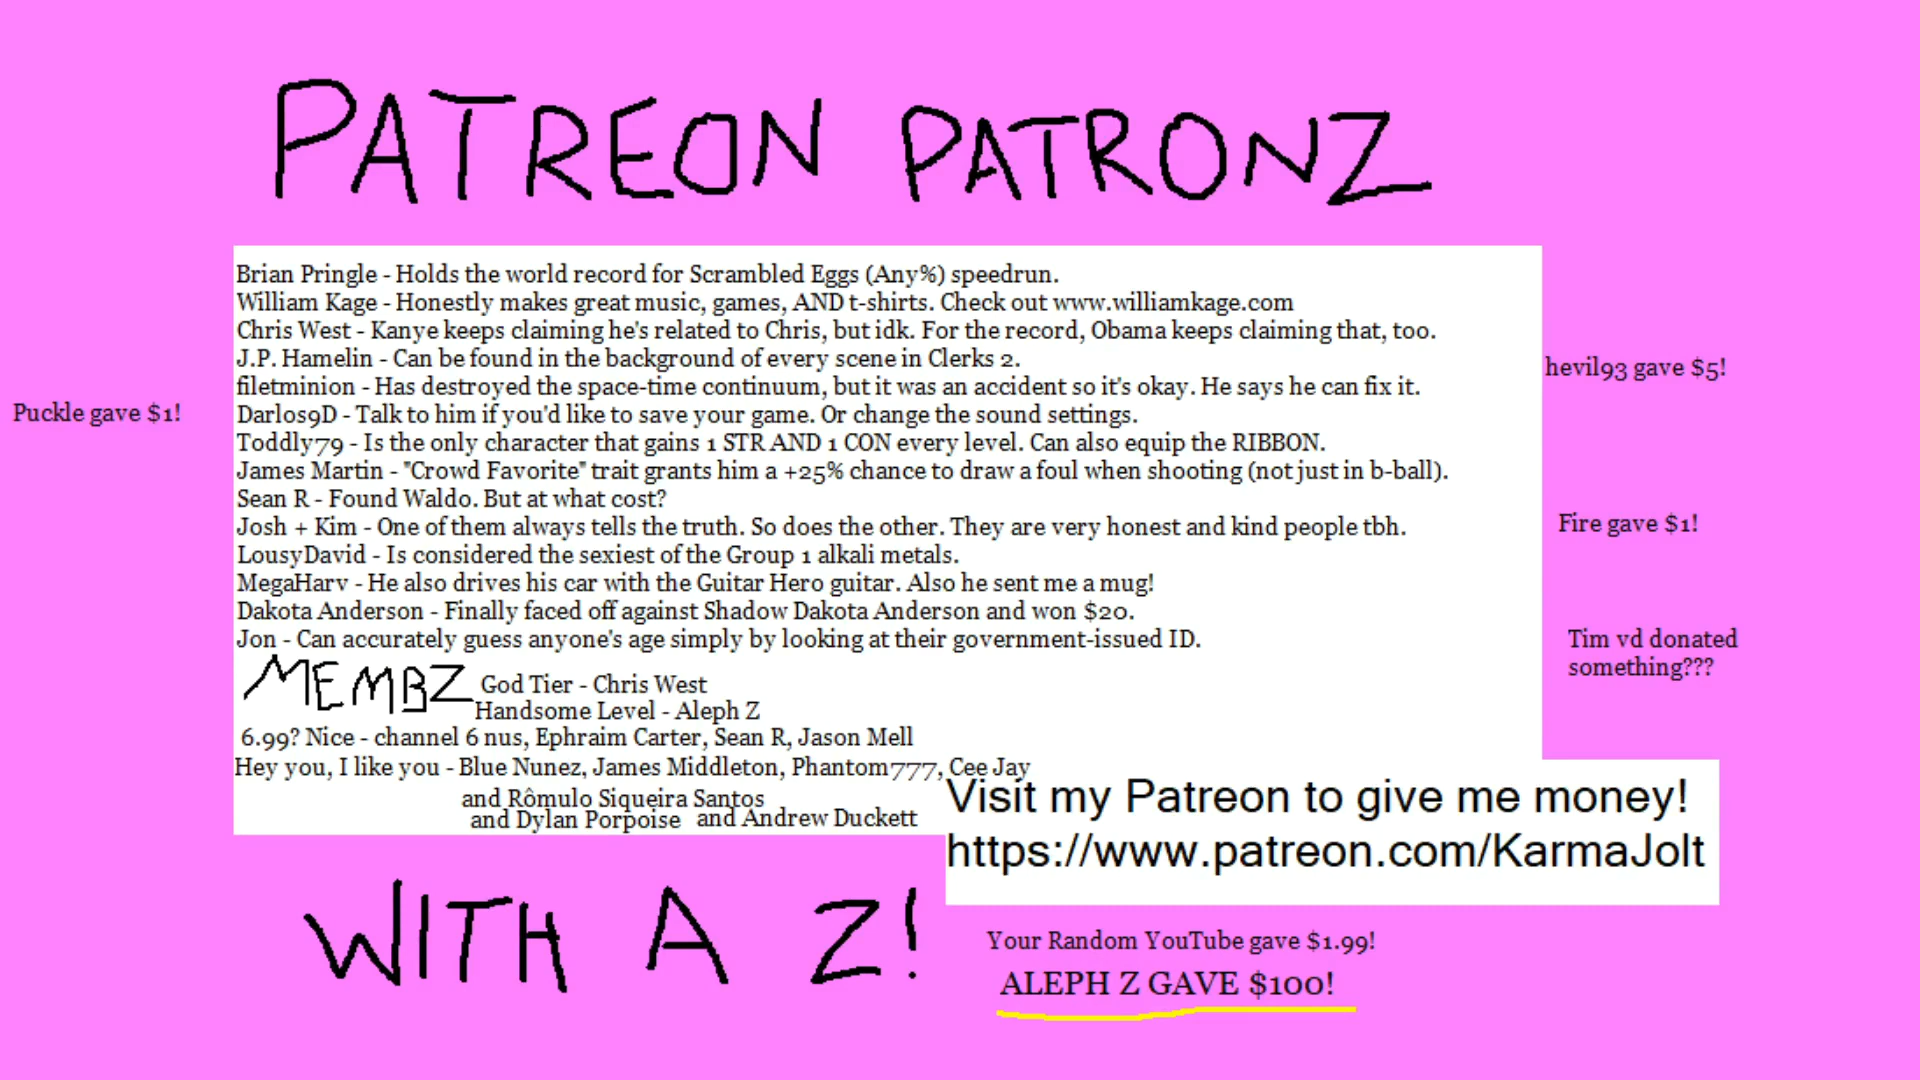 PATREON PATRONZ
Brian Pringle - Holds the world record for Scrambled Eggs (Any%) speedrun.
William Kage - Honestly makes great music, games, AND t-shirts. Check out www.williamkage.com
Chris West - Kanye keeps claiming he's related to Chris, but idk. For the record, Obama keeps claiming that, too.
J.P. Hamelin - Can be found in the background of every scene in Clerks 2.
filetminion - Has destroyed the space-time continuum, but it was an accident so it's okay. He says he can fix it.
Darlos9D - Talk to him if you'd like to save your game. Or change the sound settings.
Toddly79 - Is the only character that gains 1 STR AND 1 CON every level. Can also equip the RIBBON.
James Martin - "Crowd Favorite" trait grants him a +25% chance to draw a foul when shooting (not just in b-ball).
Sean R - Found Waldo. But at what cost?
Josh + Kim - One of them always tells the truth. So does the other. They are very honest and kind people tbh.
LousyDavid - Is considered the sexiest of the Group 1 alkali metals.
MegaHarv - He also drives his car with the Guitar Hero guitar. Also he sent me a mug!
Dakota Anderson - Finally faced off against Shadow Dakota Anderson and won $20.
Jon - Can accurately guess anyone's age simply by looking at their government-issued ID.
MEMBZ
God Tier - Chris West
Handsome Level - Aleph Z
6.99? Nice - channel 6 nus, Ephraim Carter, Sean R, Jason Mell
Hey you, I like you - Blue Nunez, James Middleton, Phantom777, Cee Jay
and Rômulo Siqueira Santos
and Dylan Porpoise and Andrew Duckett
Puckle gave $1!
hevil93 gave $5!
Fire gave $1!
Tim vd donated
something???
Visit my Patreon to give me money!
https://www.patreon.com/KarmaJolt
WITH A Z!
Your Random YouTube gave $1.99!
ALEPH Z GAVE $100!